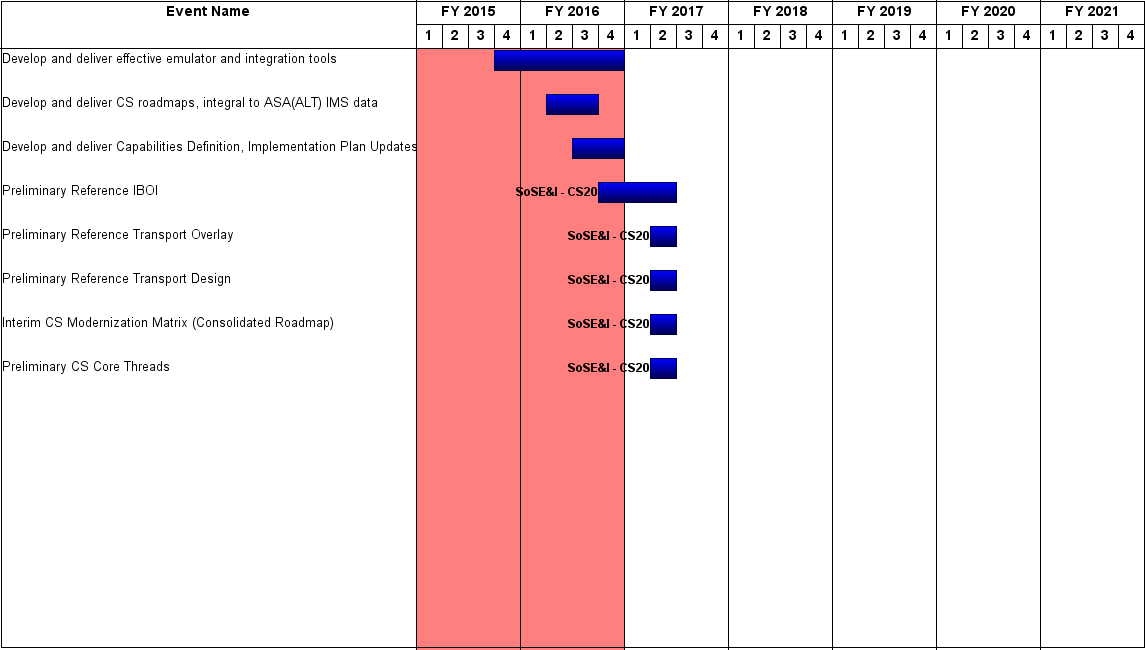 Event Name FY 2015 FY 2016 FY 2017 FY 2018 FY 2019 FY 2020 FY 2021
1 2 3 4 1 2 3 4 1 2 3 4 1 2 3 4 1 2 3 4 1 2 3 4 1 2 3 4
Develop and deliver effective emulator and integration tools
Develop and deliver CS roadmaps, integral to ASA(ALT) IMS data
Develop and deliver Capabilities Definition, Implementation Plan Updates
Preliminary Reference IBOI SoSE&I - CS20
Preliminary Reference Transport Overlay SoSE&I - CS20
Preliminary Reference Transport Design SoSE&I - CS20
Interim CS Modernization Matrix (Consolidated Roadmap) SoSE&I - CS20
Preliminary CS Core Threads SoSE&I - CS20